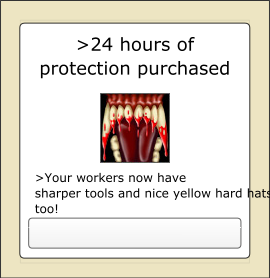 >24 hours of
protection purchased
>Your workers now have
sharper tools and nice yellow hard hats
too!